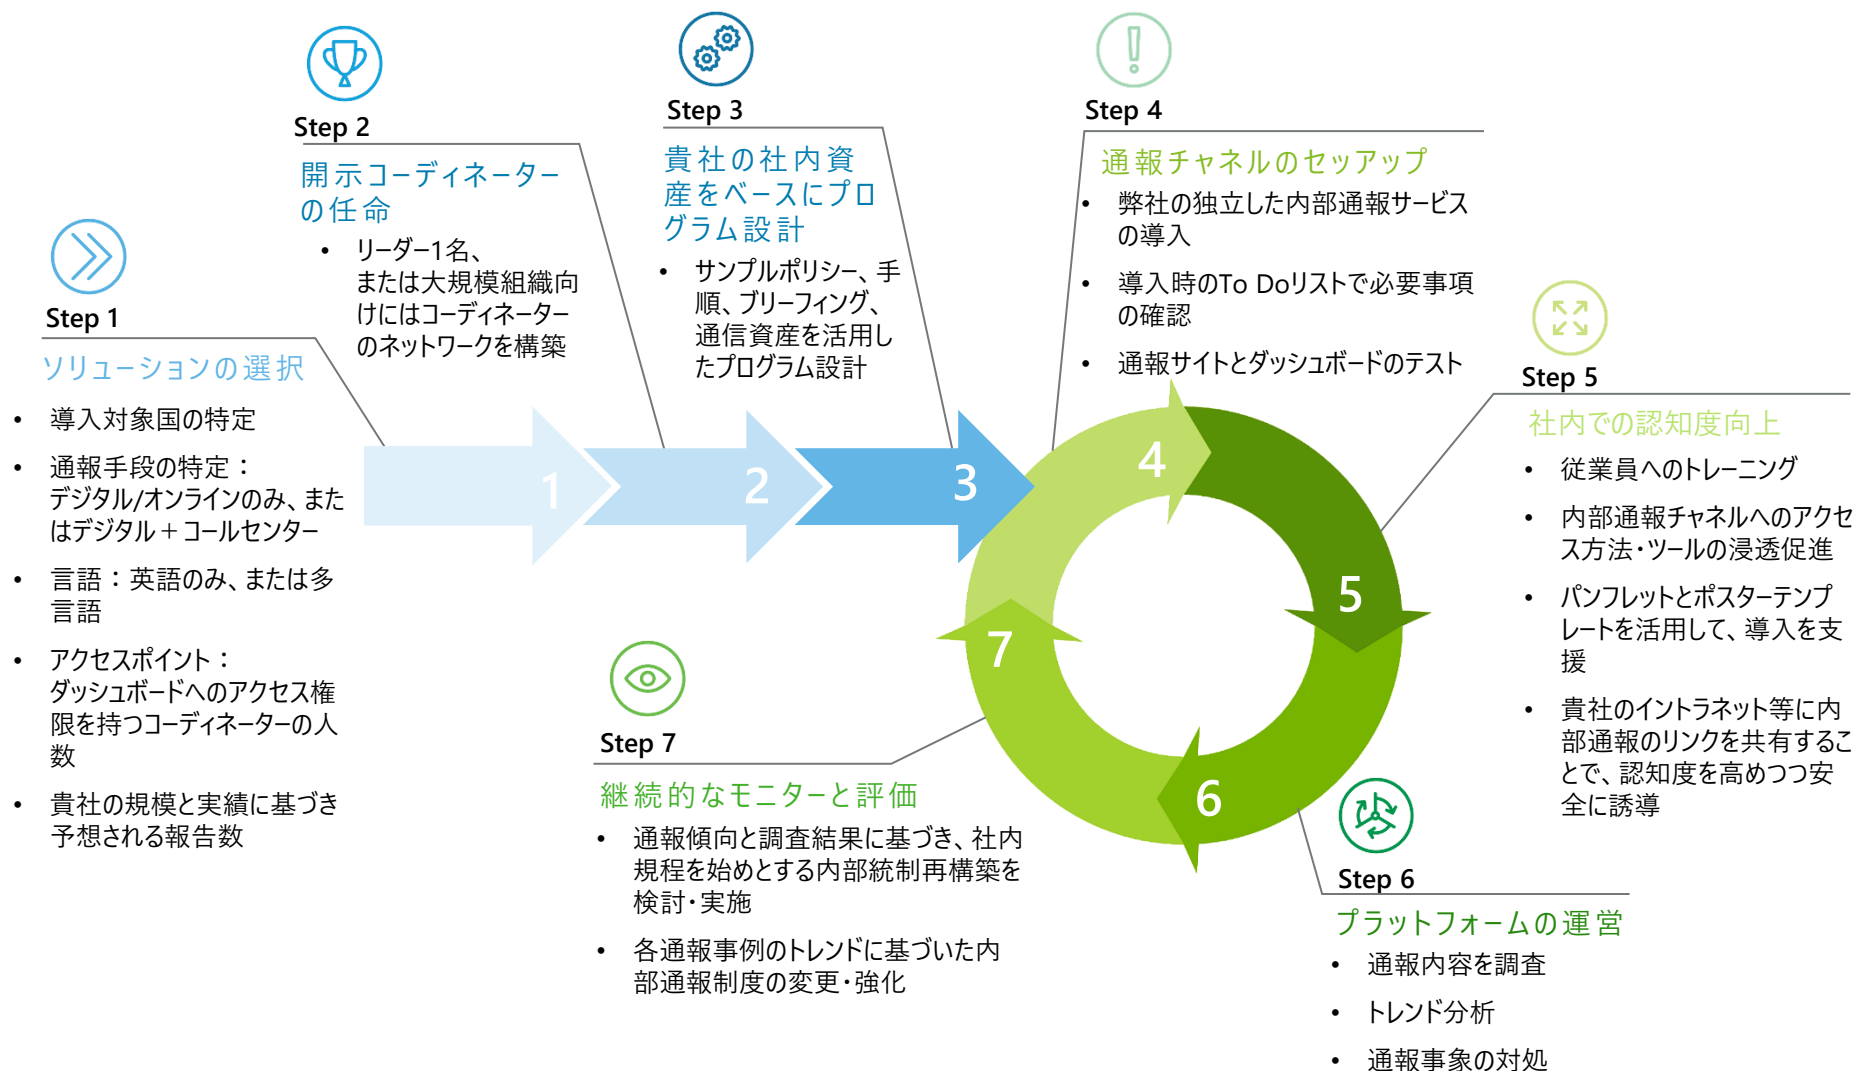 Step 1
ソリューションの選択
• 導入対象国の特定
• 通報手段の特定：
デジタル/オンラインのみ、また
はデジタル＋コールセンター
• 言語：英語のみ、または多
言語
• アクセスポイント：
ダッシュボードへのアクセス権
限を持つコーディネーターの人
数
• 貴社の規模と実績に基づき
予想される報告数
Step 2
開示コーディネーター
の任命
• リーダー1名、
または大規模組織向
けにはコーディネーター
のネットワークを構築
Step 3
貴社の社内資
産をベースにプロ
グラム設計
• サンプルポリシー、手
順、ブリーフィング、
通信資産を活用し
たプログラム設計
Step 4
通報チャネルのセッアップ
• 弊社の独立した内部通報サービス
の導入
• 導入時のTo Doリストで必要事項
の確認
• 通報サイトとダッシュボードのテスト
Step 5
社内での認知度向上
• 従業員へのトレーニング
• 内部通報チャネルへのアクセ
ス方法・ツールの浸透促進
• パンフレットとポスターテンプ
レートを活用して、導入を支
援
• 貴社のイントラネット等に内
部通報のリンクを共有するこ
とで、認知度を高めつつ安
全に誘導
Step 6
プラットフォームの運営
• 通報内容を調査
• トレンド分析
• 通報事象の対処
Step 7
継続的なモニターと評価
• 通報傾向と調査結果に基づき、社内
規程を始めとする内部統制再構築を
検討・実施
• 各通報事例のトレンドに基づいた内
部通報制度の変更・強化
1
2
3
4
5
6
7